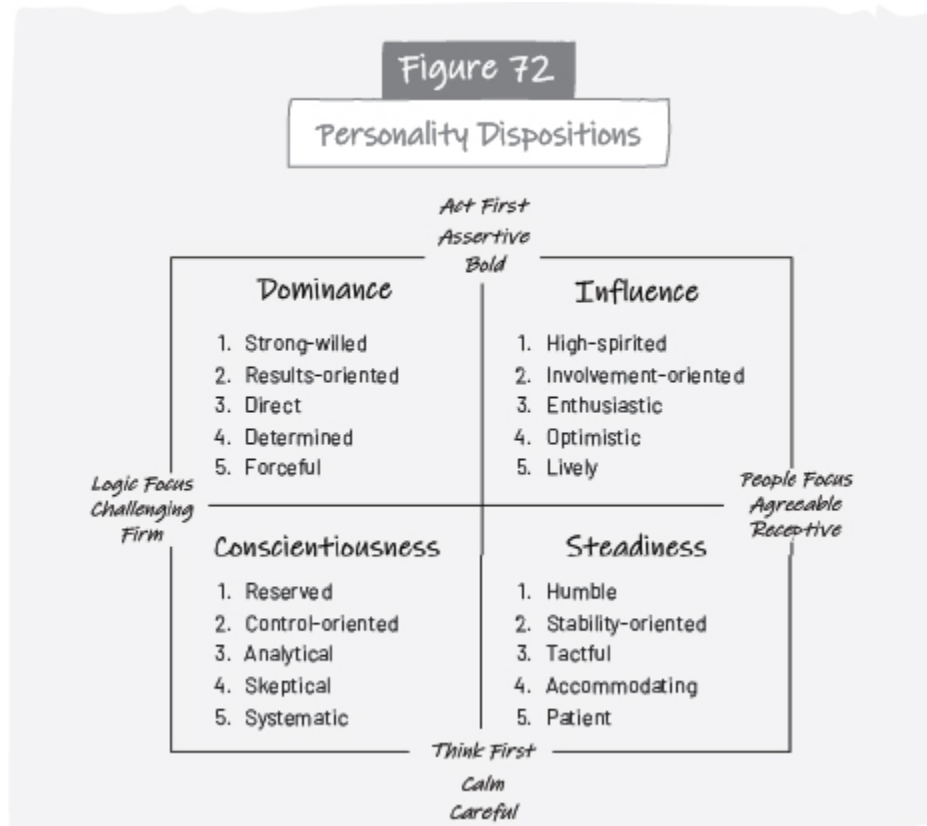 Figure 72
Personality Dispositions
Act First
Assertive
Bold
Dominance
1. Strong-willed
2. Results-oriented
3. Direct
4. Determined
5. Forceful
Influence
1. High-spirited
2. Involvement-oriented
3. Enthusiastic
4. Optimistic
5. Lively
Logic Focus
Challenging
Firm
People Focus
Agreeable
Receptive
Conscientiousness
1. Reserved
2. Control-oriented
3. Analytical
4. Skeptical
5. Systematic
Steadiness
1. Humble
2. Stability-oriented
3. Tactful
4. Accommodating
5. Patient
Think First
Calm
Careful